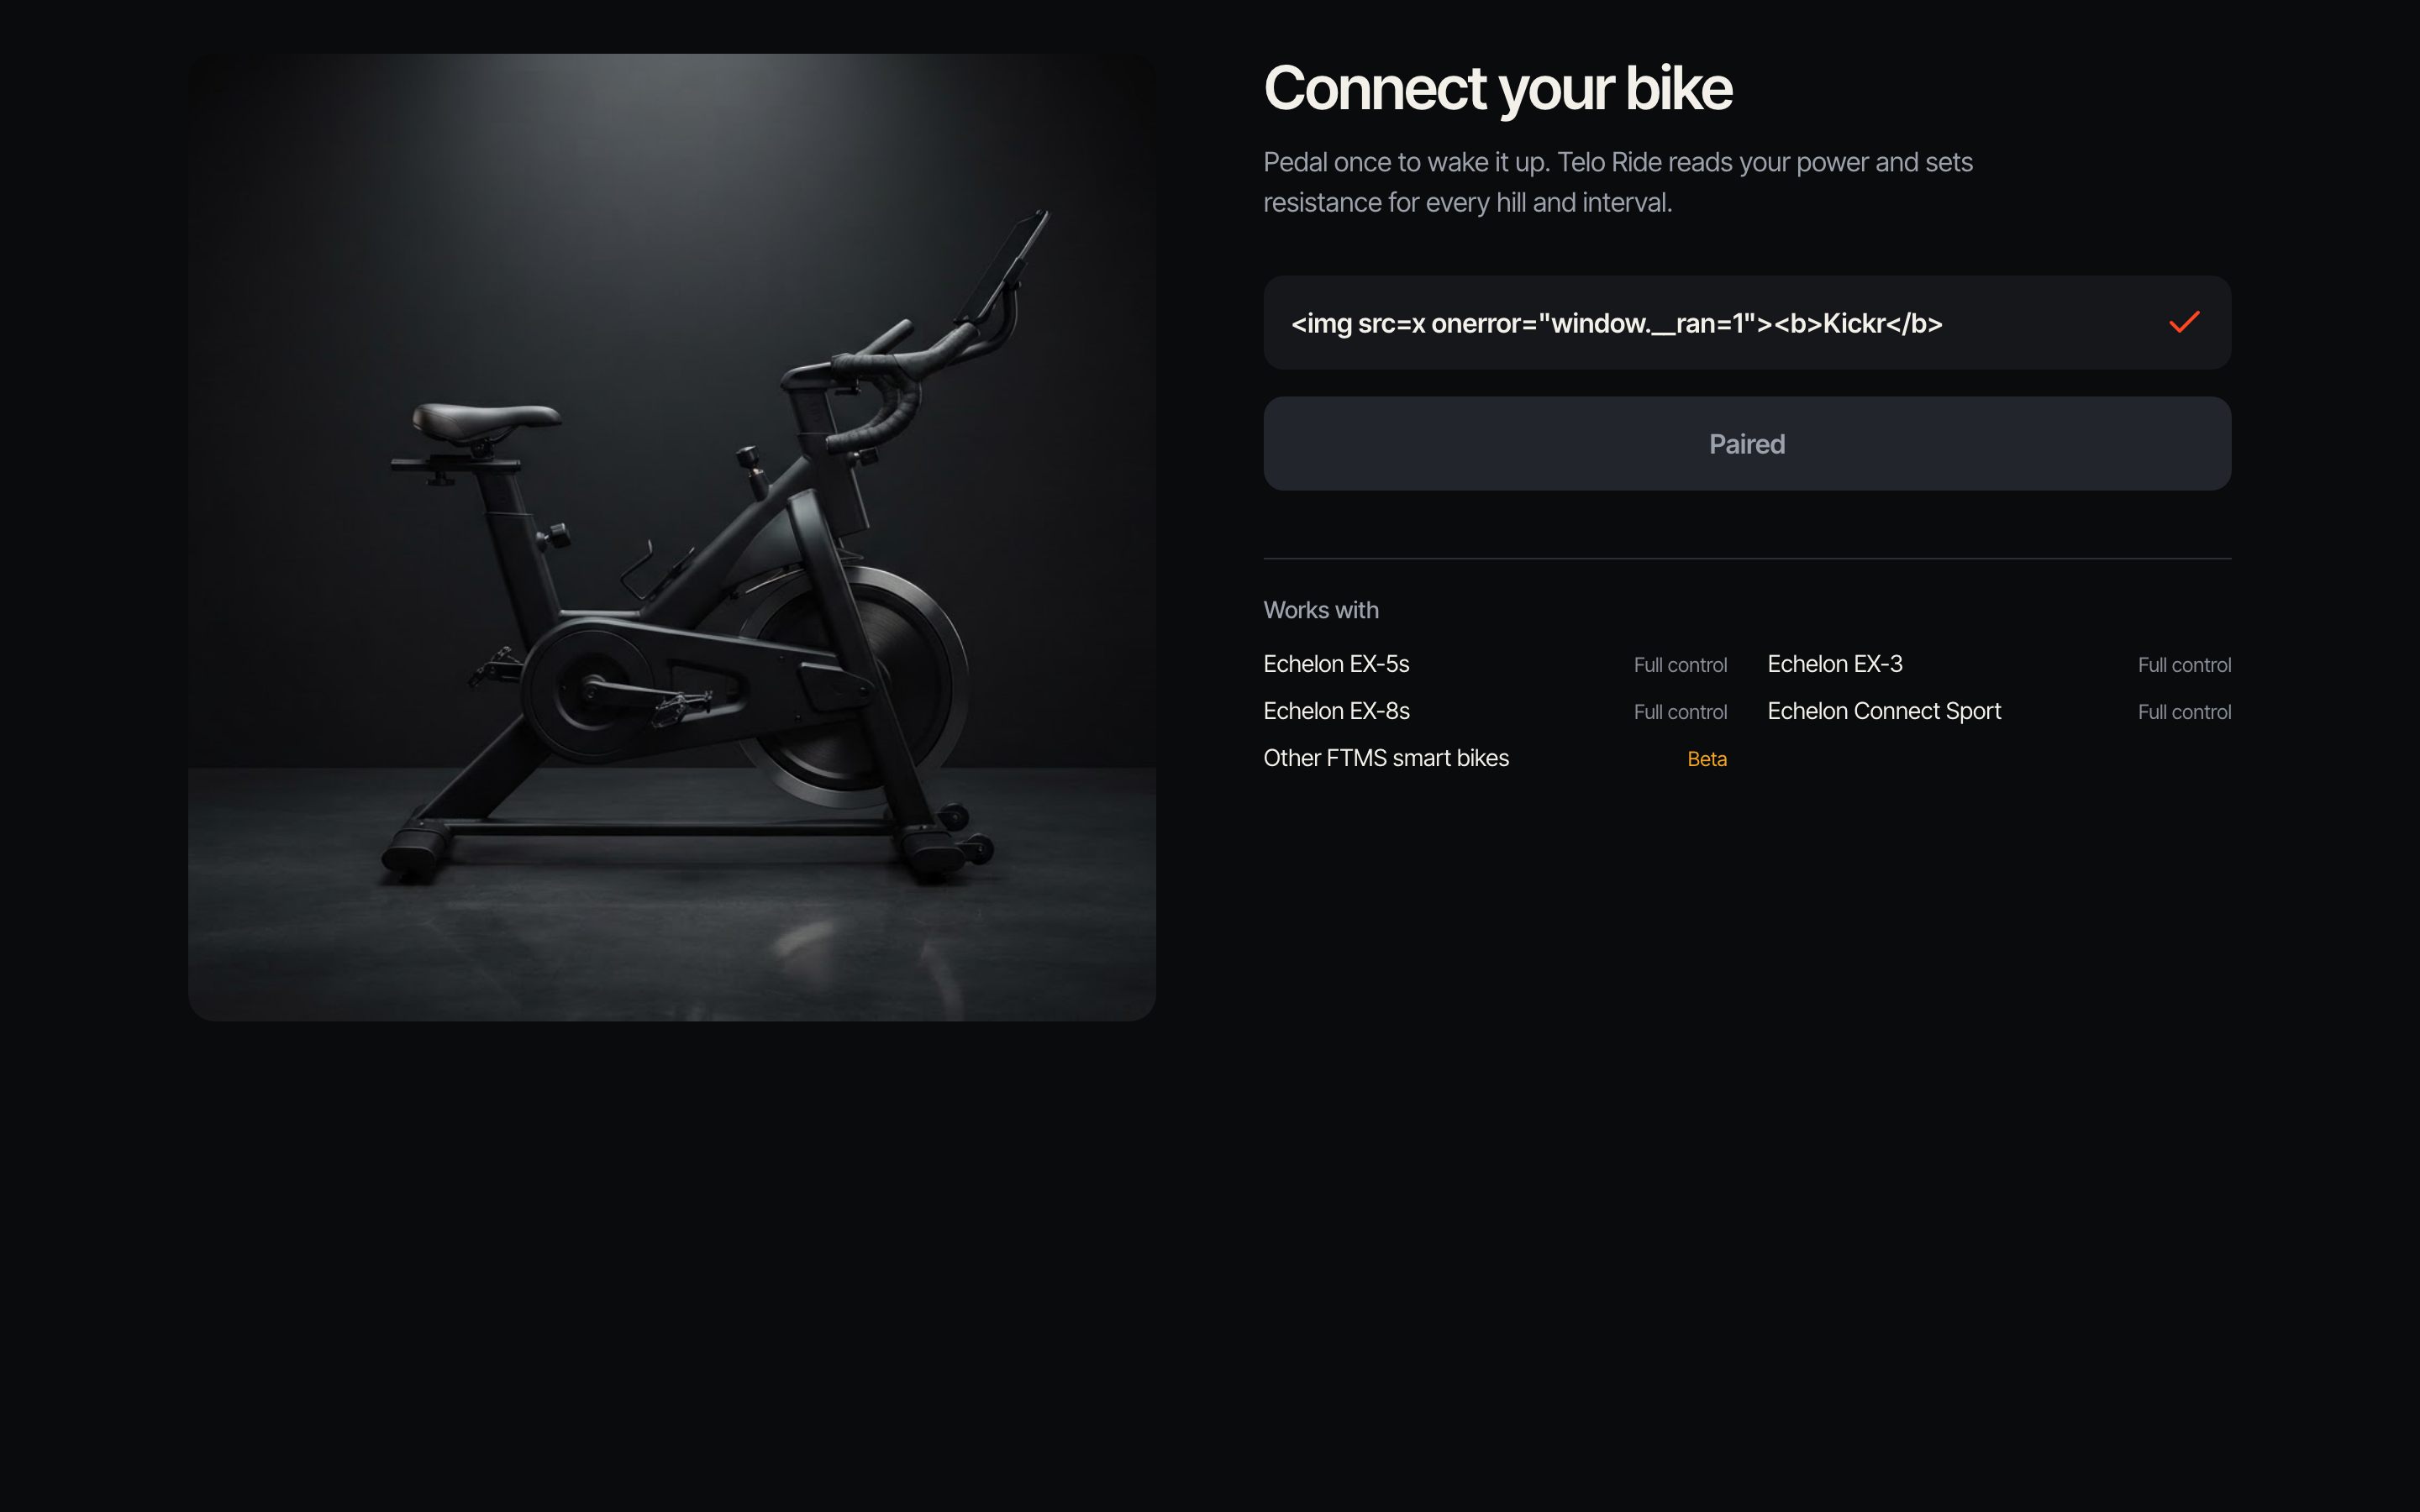 Connect your bike
Pedal once to wake it up. Telo Ride reads your power and sets
resistance for every hill and interval.
<img src=x onerror="window.__ran=1"><b>Kickr</b>
Paired
Works with
Echelon EX-5s Full control Echelon EX-3 Full control
Echelon EX-8s Full control Echelon Connect Sport Full control
Other FTMS smart bikes Beta